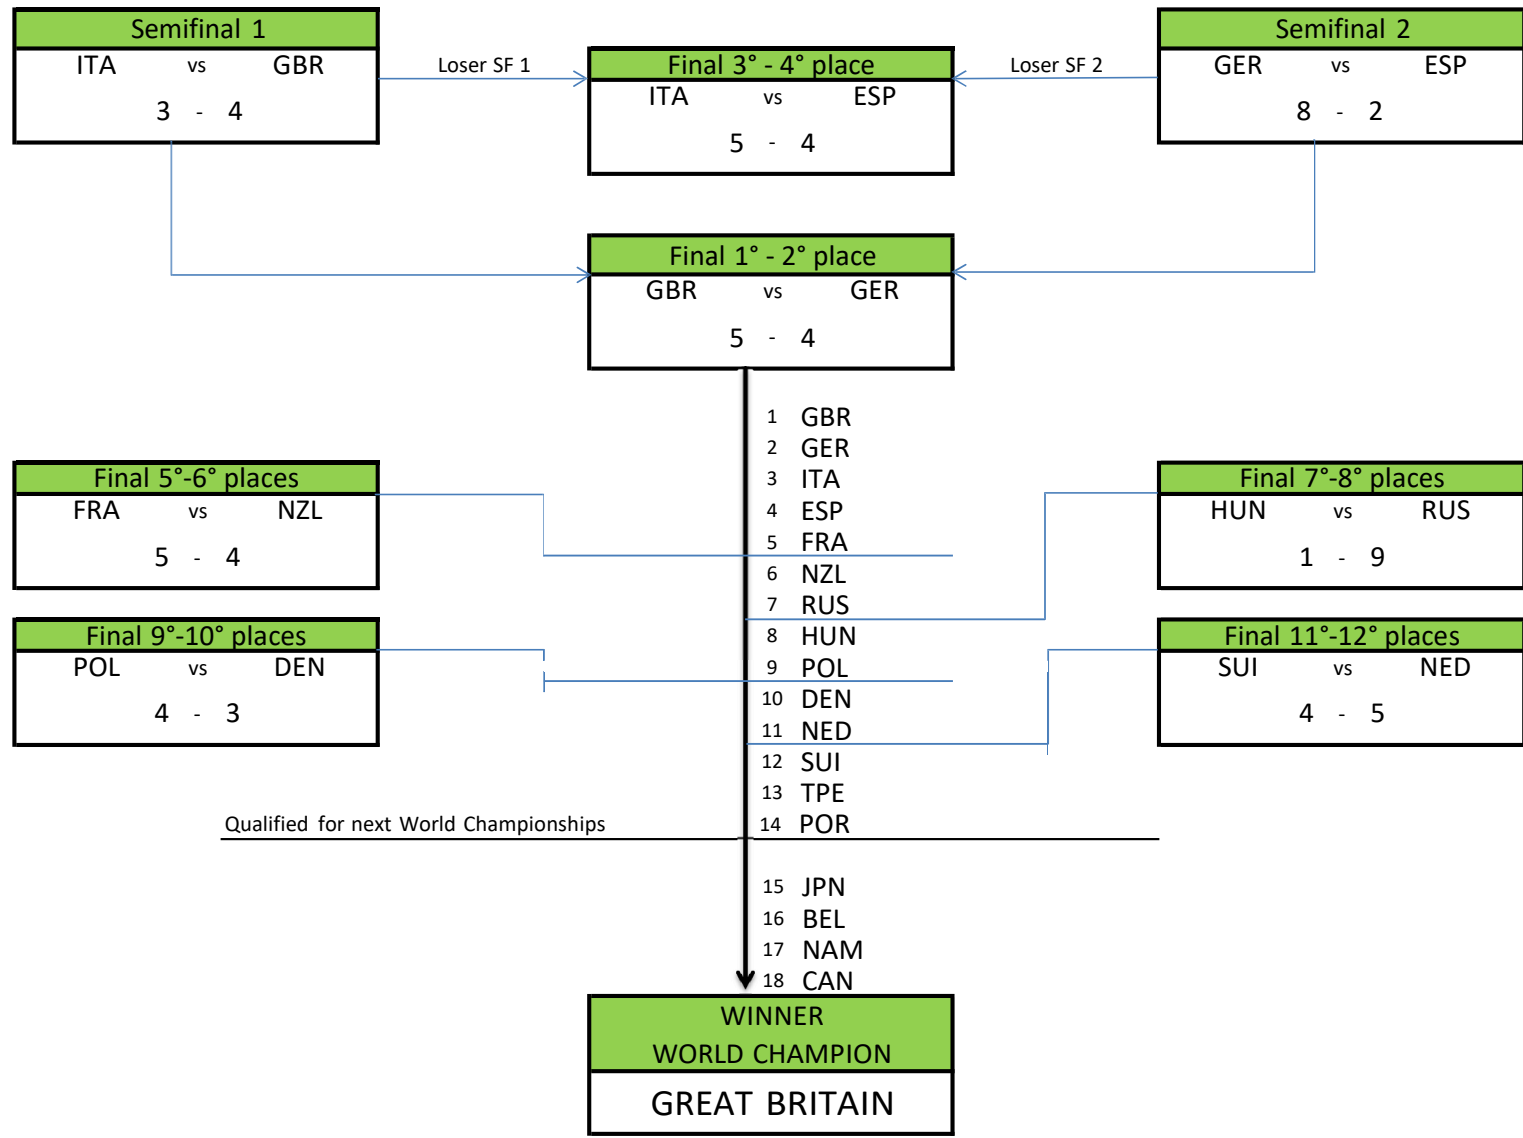 Semifinal 1
ITA vs GBR
3 - 4
Loser SF 1
Final 3° - 4° place
ITA vs ESP
5 - 4
Loser SF 2
Semifinal 2
GER vs ESP
8 - 2
Final 1° - 2° place
GBR vs GER
5 - 4
Final 5°-6° places
FRA vs NZL
5 - 4
Final 9°-10° places
POL vs DEN
4 - 3
1 GBR
2 GER
3 ITA
4 ESP
5 FRA
6 NZL
7 RUS
8 HUN
9 POL
10 DEN
11 NED
12 SUI
13 TPE
14 POR
Final 7°-8° places
HUN vs RUS
1 - 9
Final 11°-12° places
SUI vs NED
4 - 5
Qualified for next World Championships
15 JPN
16 BEL
17 NAM
18 CAN
WINNER
WORLD CHAMPION
GREAT BRITAIN